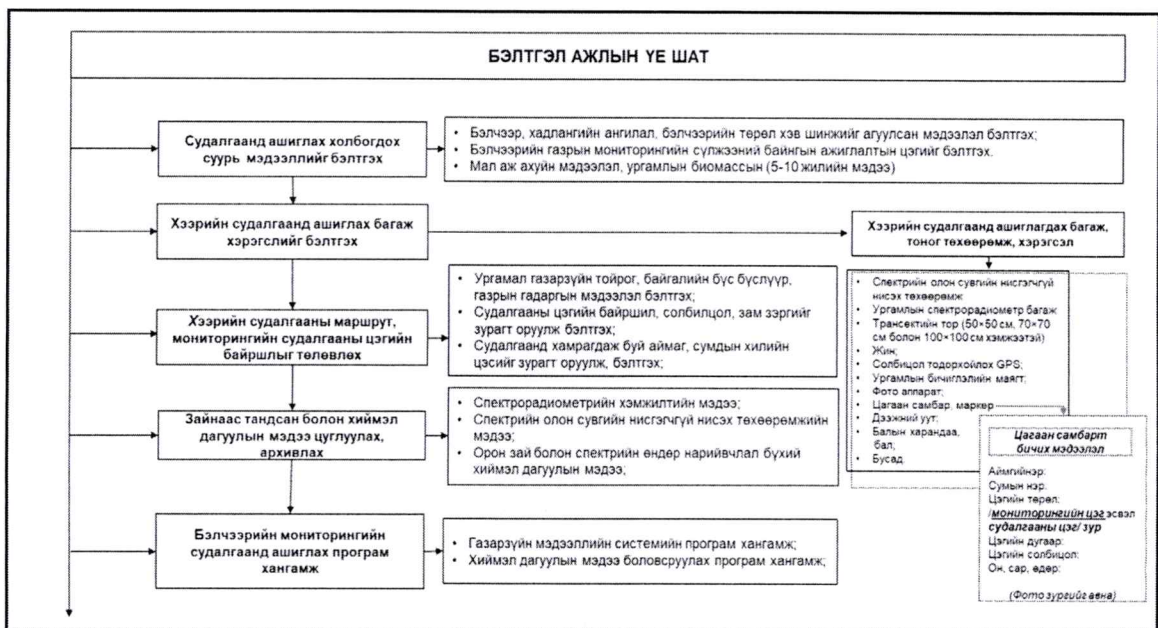 БЭЛТГЭЛ АЖЛЫН ҮЕ ШАТ
Судалгаанд ашиглах холбогдох
суурь мэдээллийг бэлтгэх
• Бэлчээр, хадлангийн ангилал, бэлчээрийн төрөл хэв шинжийг агуулсан мэдээлэл бэлтгэх;
• Бэлчээрийн газрын мониторингийн сүлжээний байнгын ажиглалтын цэгийг бэлтгэх.
• Мал аж ахуйн мэдээлэл, ургамлын биомассын (5-10 жилийн мэдээ)
Хээрийн судалгаанд ашиглах багаж
хэрэгслийг бэлтгэх
Хээрийн судалгаанд ашиглагдах багаж,
тоног төхөөрөмж, хэрэгсэл
• Спектрийн олон сувгийн нисгэгчгүй
нисэх төхөөрөмж
• Ургамлын спектрорадиометр багаж
• Трансектийн тор (50×50 см, 70×70
см болон 100×100 см хэмжээтэй)
• Жин;
• Солбицол тодорхойлох GPS;
• Ургамлын бичиглэлийн маягт;
• Фото аппарат;
• Цагаан самбар, маркер
• Дээжний уут;
• Балын харандаа,
бал;
• Бусад
Цагаан самбарт
бичих мэдээлэл
Аймгийнэр:
Сумын нэр.
Цэгийн төрөл:
/мониторингийн цэг эсвэл
судалгааны цэг/ зур
Цэгийн дугаар:
Цэгийн солбицол:
Он, сар, өдөр:
(Фото зургийг авна)
Хээрийн судалгааны маршрут,
мониторингийн судалгааны цэгийн
байршлыг төлөвлөх
• Ургамал газарзүйн тойрог, байгалийн бүс бүслүүр,
газрын гадаргын мэдээлэл бэлтгэх;
• Судалгааны цэгийн байршил, солбилцол, зам зэргийг
зурагт оруулж бэлтгэх;
• Судалгаанд хамрагдаж буй аймаг, сумдын хилийн
цэсийг зурагт оруулж, бэлтгэх;
Зайнаас тандсан болон хиймэл
дагуулын мэдээ цуглуулах,
архивлах
• Спектрорадиометрийн хэмжилтийн мэдээ;
• Спектрийн олон сувгийн нисгэгчгүй нисэх төхөөрөмжийн
мэдээ;
• Орон зай болон спектрийн өндөр нарийвчлал бүхий
хиймэл дагуулын мэдээ;
Бэлчээрийн мониторингийн
судалгаанд ашиглах програм
хангамж
• Газарзүйн мэдээллийн системийн програм хангамж;
• Хиймэл дагуулын мэдээ боловсруулах програм хангамж;